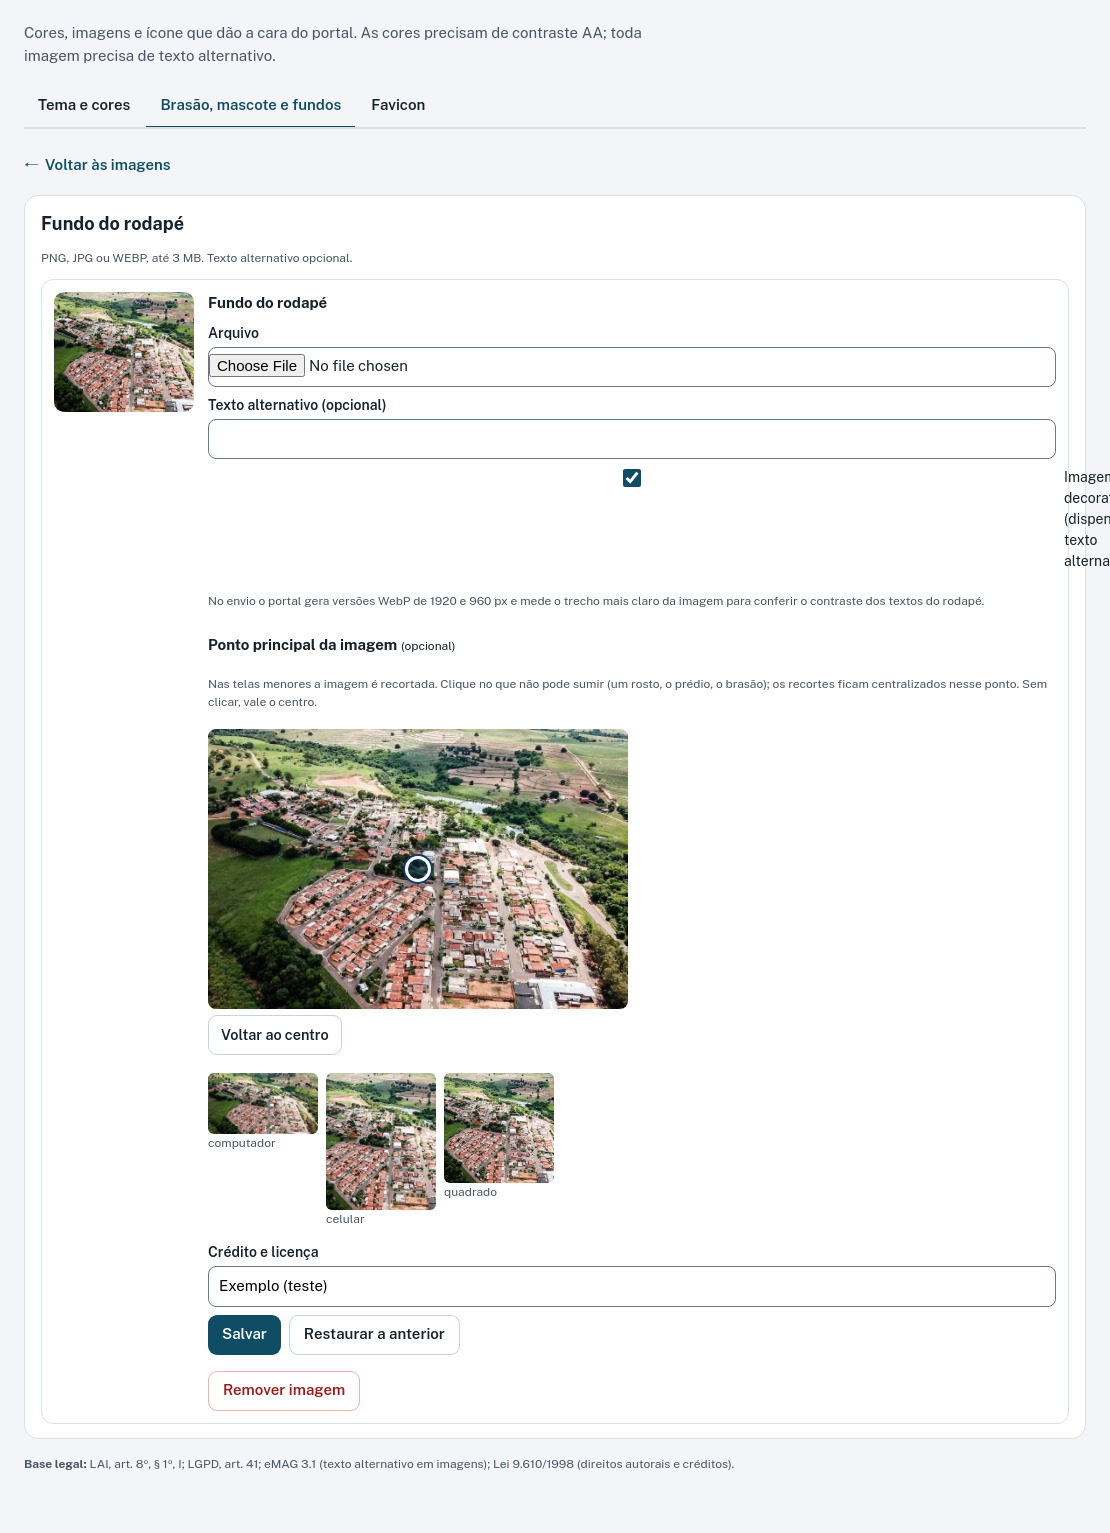 Cores, imagens e ícone que dão a cara do portal. As cores precisam de contraste AA; toda
imagem precisa de texto alternativo.
Tema e cores
Brasão, mascote e fundos
Favicon
← Voltar às imagens
Fundo do rodapé
PNG, JPG ou WEBP, até 3 MB. Texto alternativo opcional.
Fundo do rodapé
Arquivo
Choose File No file chosen
Texto alternativo (opcional)
texto
No envio o portal gera versões WebP de 1920 e 960 px e mede o trecho mais claro da imagem para conferir o contraste dos textos do rodapé.
Ponto principal da imagem (opcional)
Nas telas menores a imagem é recortada. Clique no que não pode sumir (um rosto, o prédio, o brasão); os recortes ficam centralizados nesse ponto. Sem
clicar, vale o centro.
Voltar ao centro
computador
celular
quadrado
Crédito e licença
Exemplo (teste)
Salvar
Restaurar a anterior
Remover imagem
Base legal: LAI, art. 8º, § 1º, I; LGPD, art. 41; eMAG 3.1 (texto alternativo em imagens); Lei 9.610/1998 (direitos autorais e créditos).